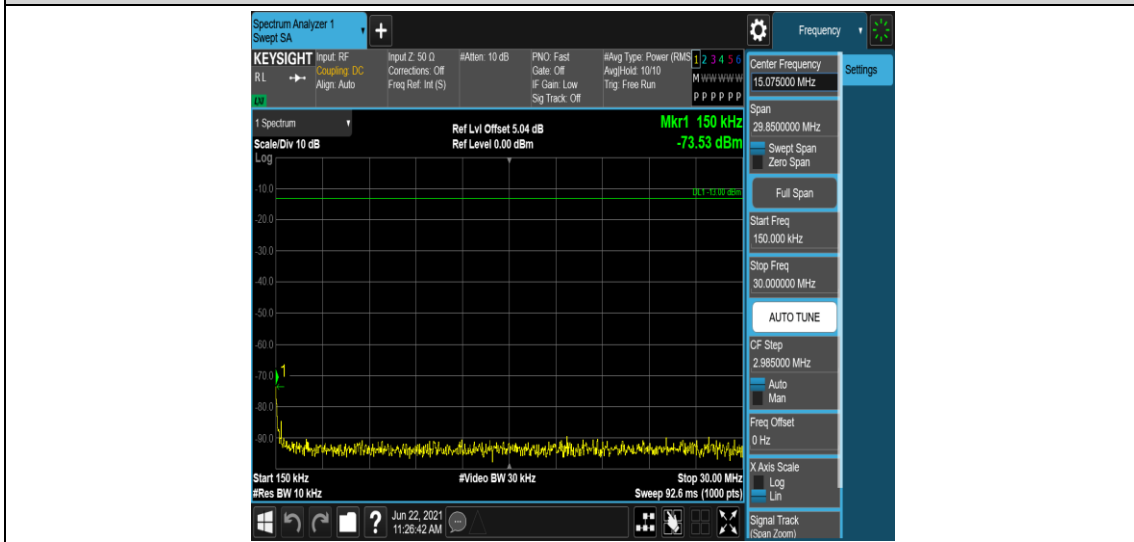 Spectrum Analyzer 1
Swept SA
+
Frequency
KEYSIGHT
RL
LXI
Input: RF
Coupling: DC
Align: Auto
Input Z: 50 Ω
Corrections: Off
Freq Ref: Int (S)
#Atten: 10 dB
PNO: Fast
Gate: Off
IF Gain: Low
Sig Track: Off
#Avg Type: Power (RMS
Avg|Hold: 10/10
Trig: Free Run
1 2 3 4 5 6
M W W W W W
P P P P P P
1 Spectrum
Scale/Div 10 dB
Log
Ref Lvl Offset 5.04 dB
Ref Level 0.00 dBm
Mkr1 150 kHz
-73.53 dBm
-10.0
DL1 -13.00 dBm
-20.0
-30.0
-40.0
-50.0
-60.0
-70.0
1
-80.0
-90.0
Start 150 kHz
#Res BW 10 kHz
#Video BW 30 kHz
Stop 30.00 MHz
Sweep 92.6 ms (1000 pts)
?
Jun 22, 2021
11:26:42 AM
Center Frequency
15.075000 MHz
Settings
Span
29.8500000 MHz
Swept Span
Zero Span
Full Span
Start Freq
150.000 kHz
Stop Freq
30.000000 MHz
AUTO TUNE
CF Step
2.985000 MHz
Auto
Man
Freq Offset
0 Hz
X Axis Scale
Log
Lin
Signal Track
(Span Zoom)